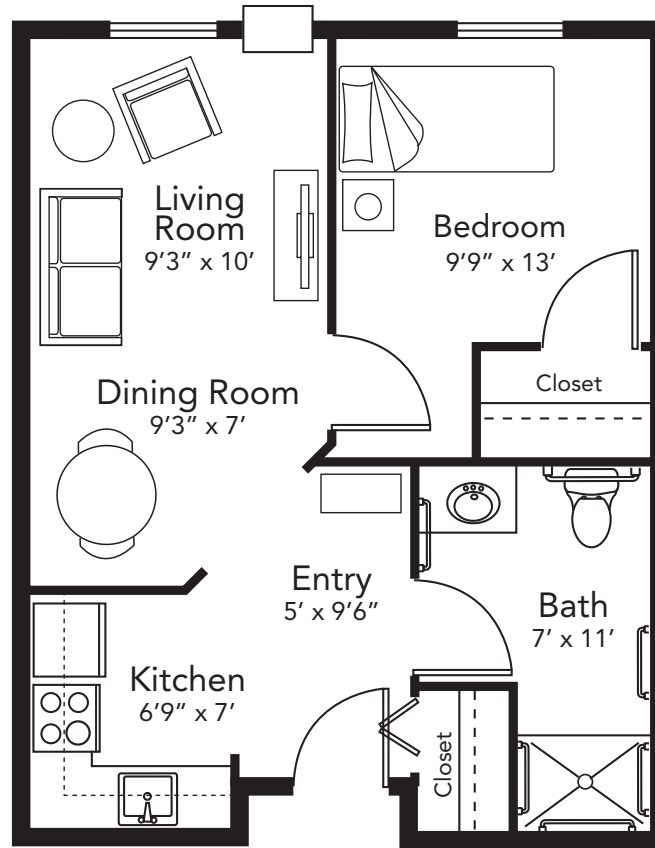 Living
Room
9’3” x 10’
Bedroom
9’9” x 13’
Closet
Dining Room
9’3” x 7’
Entry
5’ x 9’6”
Bath
7’ x 11’
Kitchen
6’9” x 7’
Closet